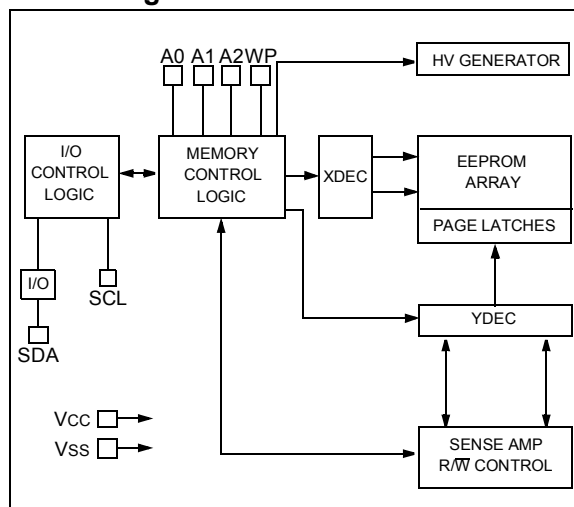 A0 A1 A2 WP
HV GENERATOR
I/O
CONTROL
LOGIC
MEMORY
CONTROL
LOGIC
XDEC
EEPROM
ARRAY
PAGE LATCHES
I/O
SCL
SDA
YDEC
VCC
VSS
SENSE AMP
R/W̅ CONTROL